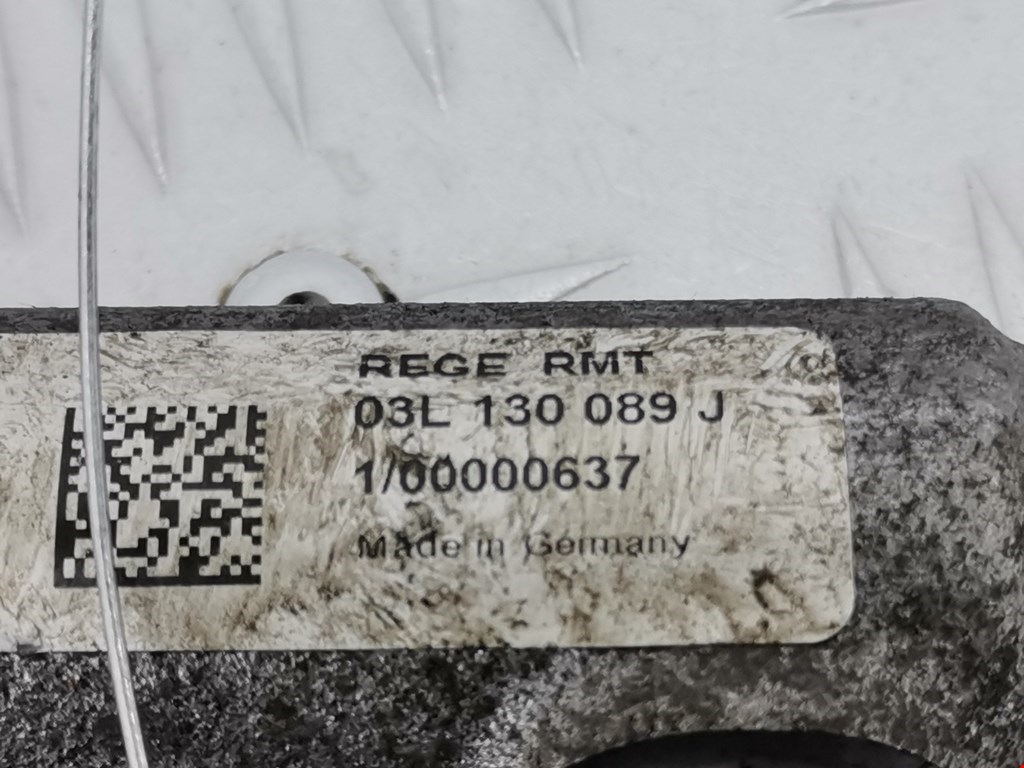 REGE RMT
03L 130 089 J
1/00000637
Made in Germany